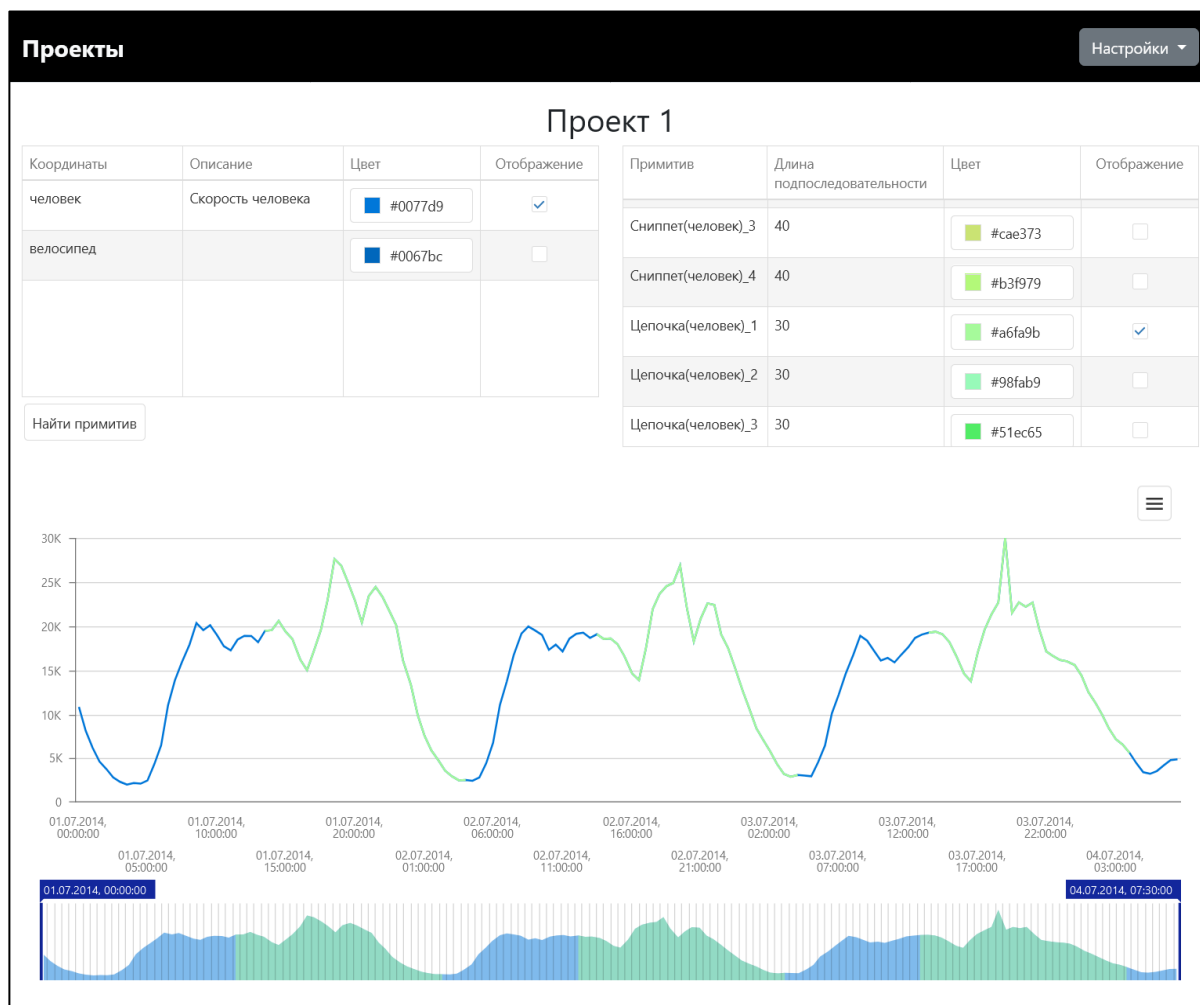 Проекты
Настройки
Проект 1
Координаты Описание Цвет Отображение
человек Скорость человека #0077d9
велосипед #0067bc
Найти примитив
Примитив Длина подпоследовательности Цвет Отображение
Сниппет(человек)_3 40 #cae373
Сниппет(человек)_4 40 #b3f979
Цепочка(человек)_1 30 #a6fa9b
Цепочка(человек)_2 30 #98fab9
Цепочка(человек)_3 30 #51ec65
30K
25K
20K
15K
10K
5K
0
01.07.2014, 01.07.2014, 01.07.2014, 02.07.2014, 02.07.2014, 03.07.2014, 03.07.2014, 03.07.2014,
00:00:00 10:00:00 20:00:00 06:00:00 16:00:00 02:00:00 12:00:00 22:00:00
01.07.2014, 01.07.2014, 02.07.2014, 02.07.2014, 02.07.2014, 03.07.2014, 03.07.2014, 04.07.2014,
05:00:00 15:00:00 01:00:00 11:00:00 21:00:00 07:00:00 17:00:00 03:00:00
01.07.2014, 00:00:00 04.07.2014, 07:30:00